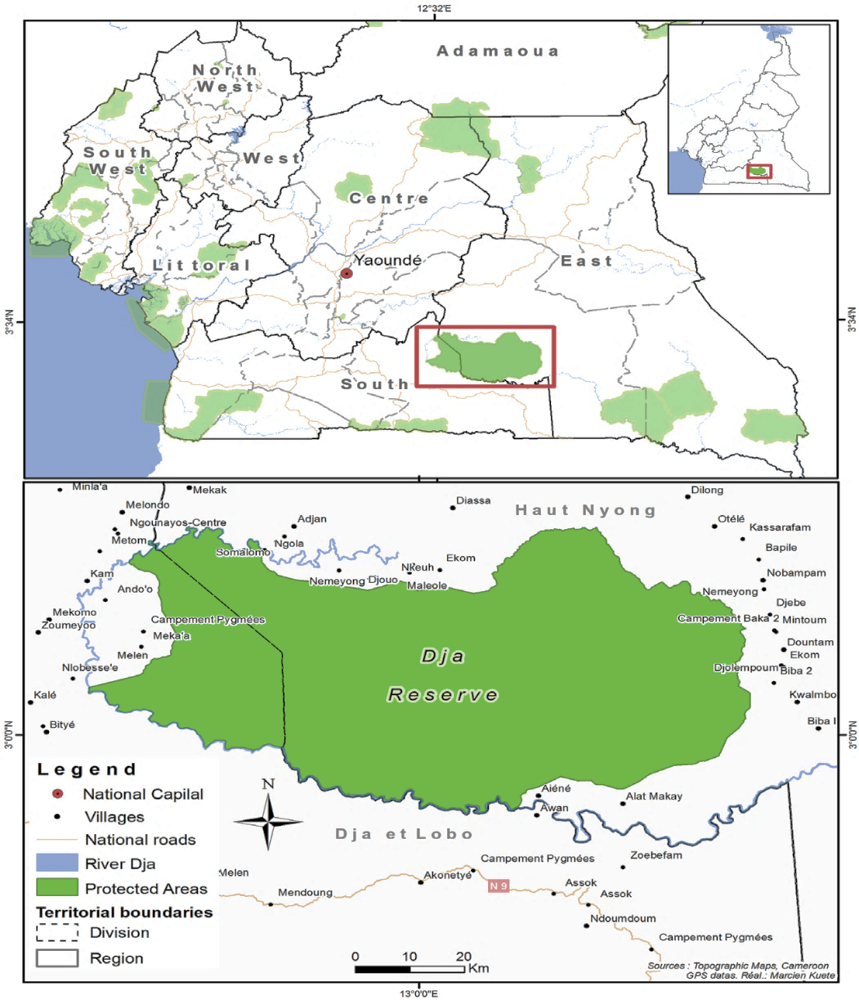 12°32'E
Adamaoua
North
West
South
West
West
Centre
Littoral
Yaoundé
East
South
3°34'N
3°34'N
Minla'a
Mekak
Melondo
Ngounayos-Centre
Metom
Adjan
Ngola
Somalomo
Diassa
Haut Nyong
Dilong
Otélé
Kassarafam
Bapile
Nobampam
Nemeyong
Djebe
Campement Baka 2
Mintoum
Dountam
Ekom
Djolempoum
Biba 2
Kwalmbo
Biba I
Kam
Ando'o
Nemeyong
Djouo
Nkeuh
Ekom
Maleole
Mekomo
Zoumeyoo
Campement Pygmées
Meka'a
Melen
Nlobesse'e
Kalé
Bityé
Dja
Reserve
3°0'0"N
3°0'0"N
Legend
National Capilal
Villages
National roads
River Dja
Protected Areas
Territorial boundaries
Division
Region
N
Aiéné
Awan
Alat Makay
Dja et Lobo
Zoebefam
Melen
Mendoung
Akonetyé
Campement Pygmées
N 9
Assok
Assok
Ndoumdoum
Campement Pygmées
0 10 20
Km
Sources : Topographic Maps, Cameroon
GPS datas. Réal.: Marcien Kuete
13°0'0"E